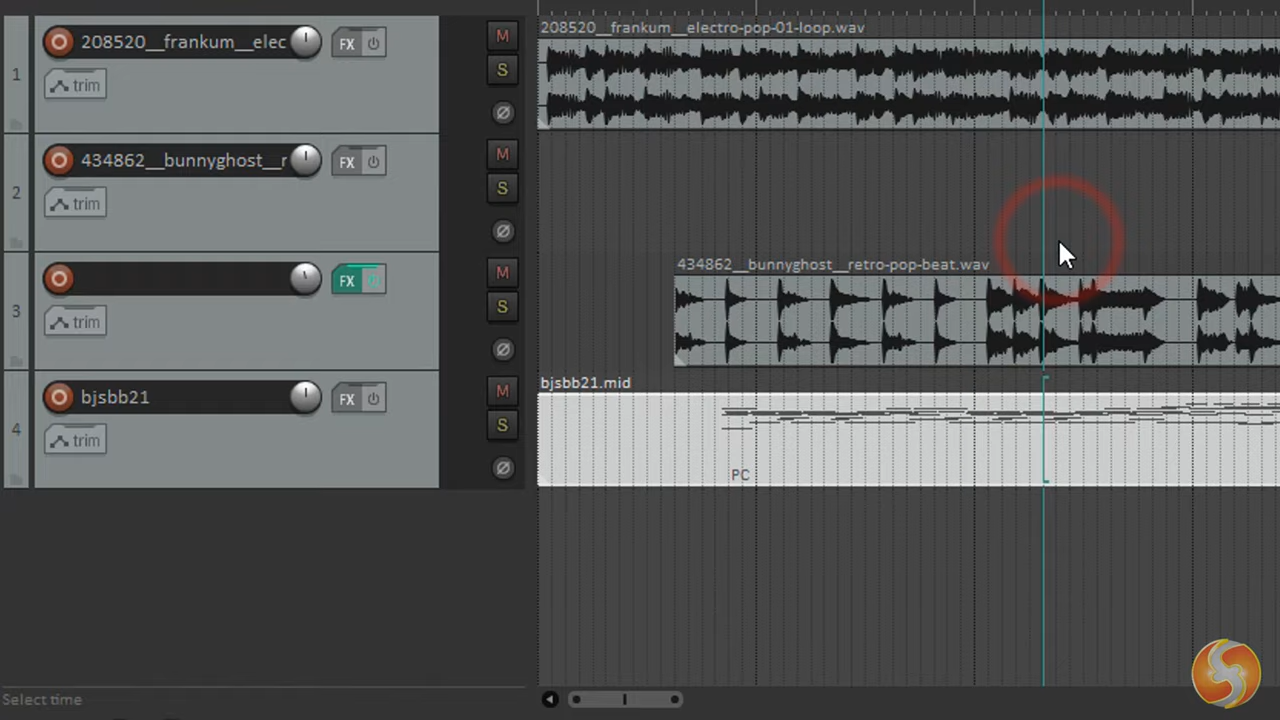 1
208520__frankum__elec
FX
M
S
trim
208520__frankum__electro-pop-01-loop.wav
2
434862__bunnyghost__r
FX
M
S
trim
3
FX
M
S
trim
434862__bunnyghost__retro-pop-beat.wav
4
bjsbb21
FX
M
S
trim
bjsbb21.mid
PC
Select time